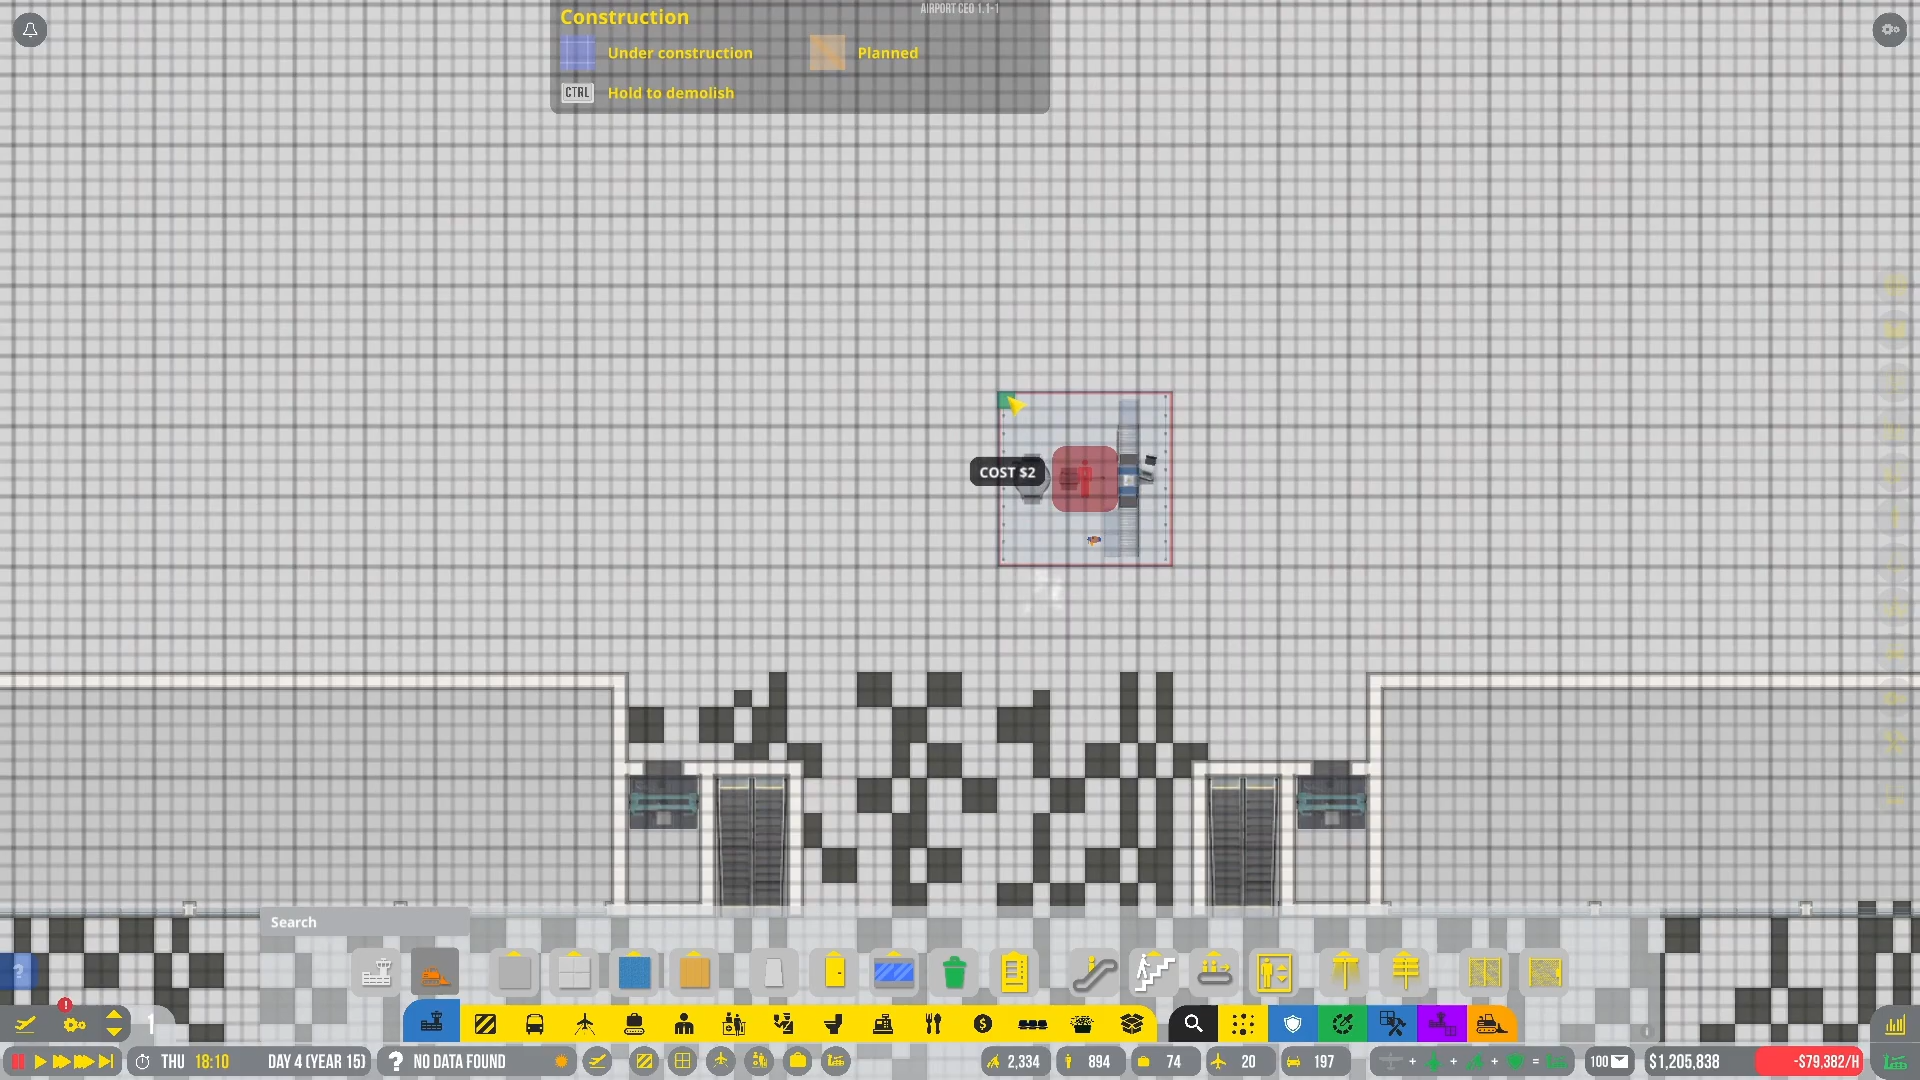 AIRPORT CEO 1.1-1
Construction
Under construction
Planned
CTRL
Hold to demolish
COST $2
Search
?
!
1
THU 18:10
DAY 4 (YEAR 15)
? NO DATA FOUND
2,334
894
74
20
197
+ + + =
100
$1,205,838
-$79,382/H